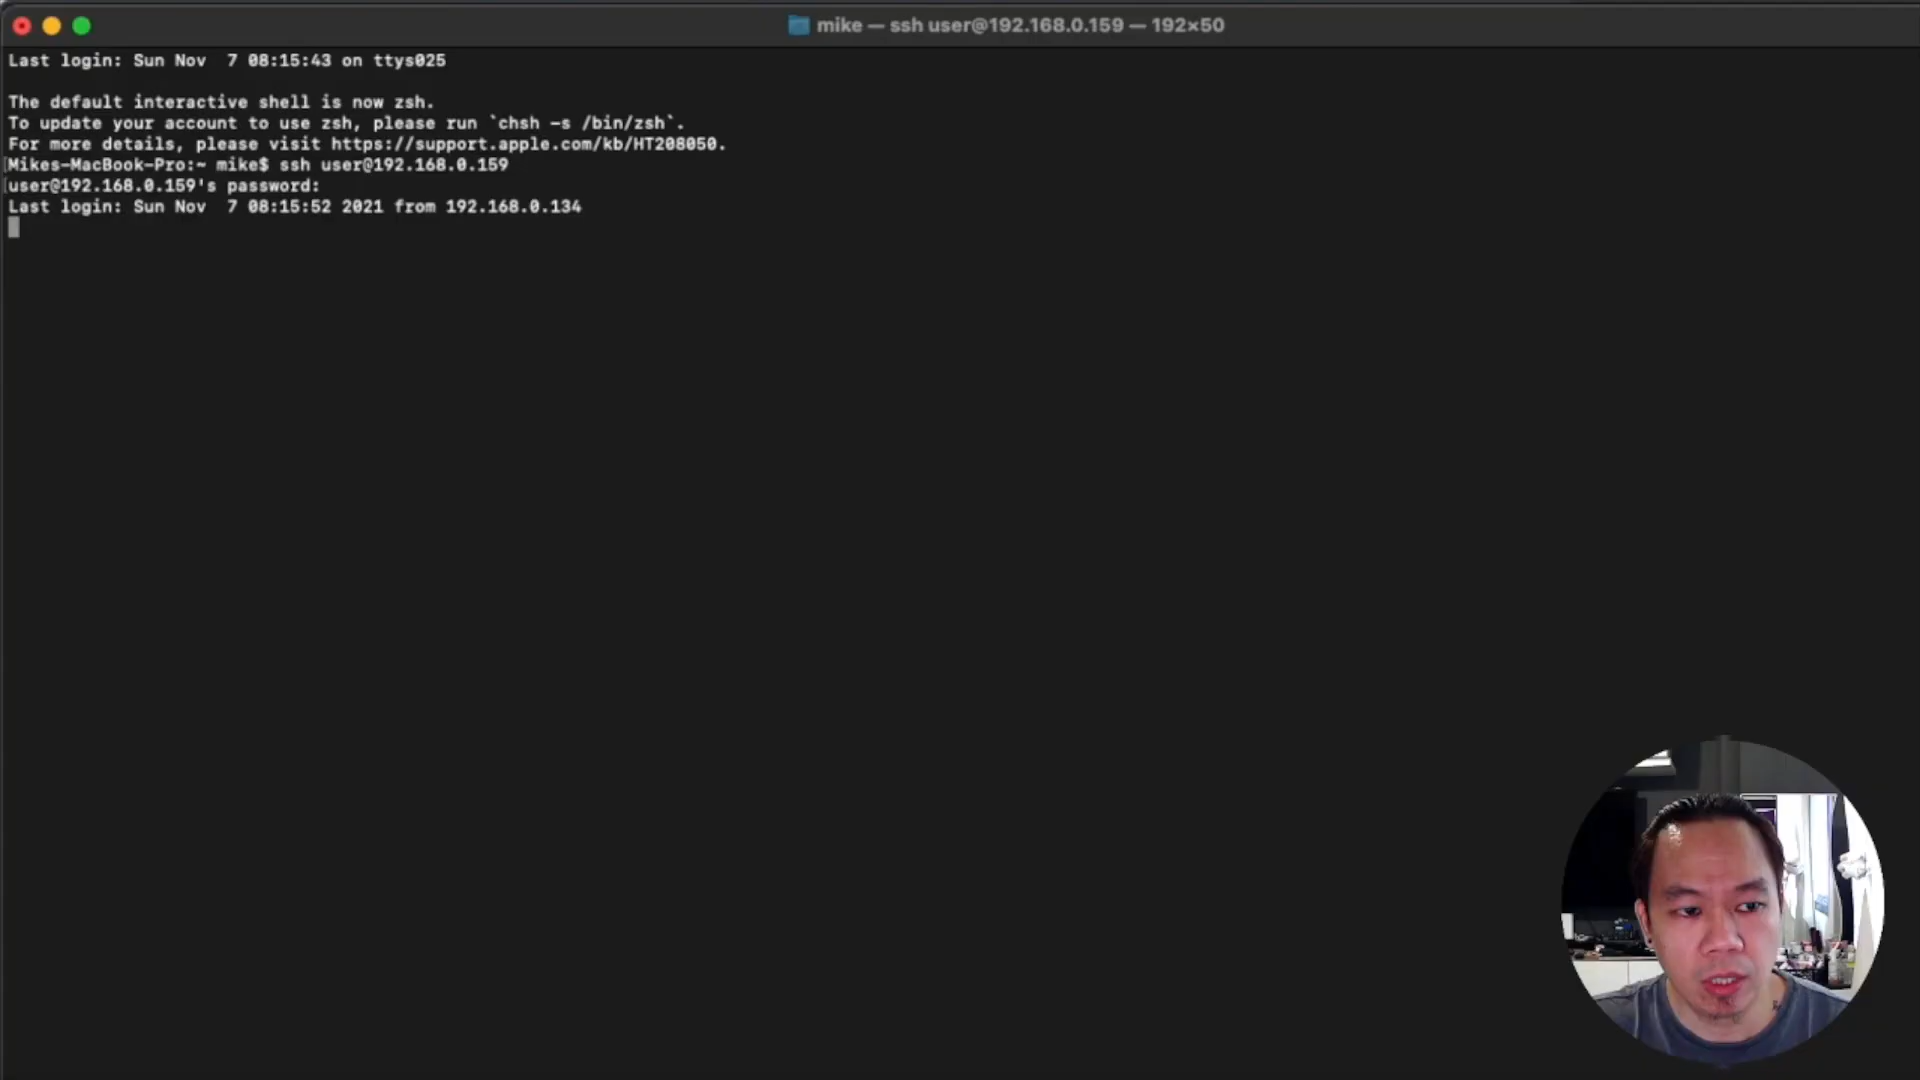 mike — ssh user@192.168.0.159 — 192×50
Last login: Sun Nov  7 08:15:43 on ttys025
The default interactive shell is now zsh.
To update your account to use zsh, please run `chsh -s /bin/zsh`.
For more details, please visit https://support.apple.com/kb/HT208050.
[Mikes-MacBook-Pro:~ mike$ ssh user@192.168.0.159
[user@192.168.0.159's password:
Last login: Sun Nov  7 08:15:52 2021 from 192.168.0.134